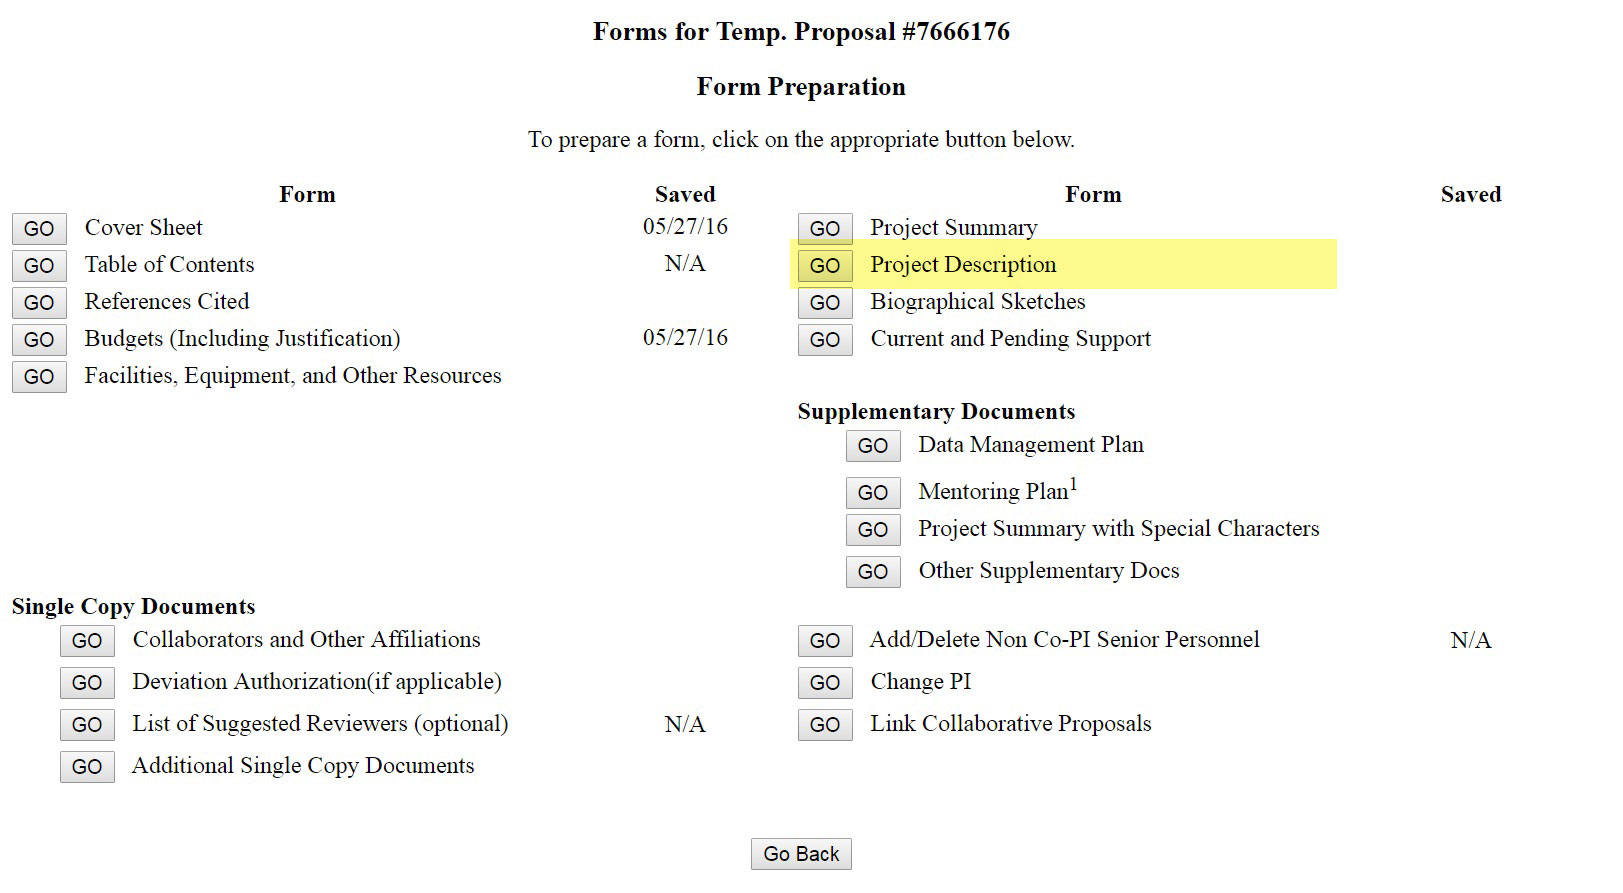 Forms for Temp. Proposal #7666176
Form Preparation
To prepare a form, click on the appropriate button below.
Form Saved Form Saved
GO Cover Sheet 05/27/16 GO Project Summary
GO Table of Contents N/A GO Project Description
GO References Cited GO Biographical Sketches
GO Budgets (Including Justification) 05/27/16 GO Current and Pending Support
GO Facilities, Equipment, and Other Resources
Supplementary Documents
GO Data Management Plan
GO Mentoring Plan1
GO Project Summary with Special Characters
GO Other Supplementary Docs
Single Copy Documents
GO Collaborators and Other Affiliations GO Add/Delete Non Co-PI Senior Personnel N/A
GO Deviation Authorization(if applicable) GO Change PI
GO List of Suggested Reviewers (optional) N/A GO Link Collaborative Proposals
GO Additional Single Copy Documents
Go Back